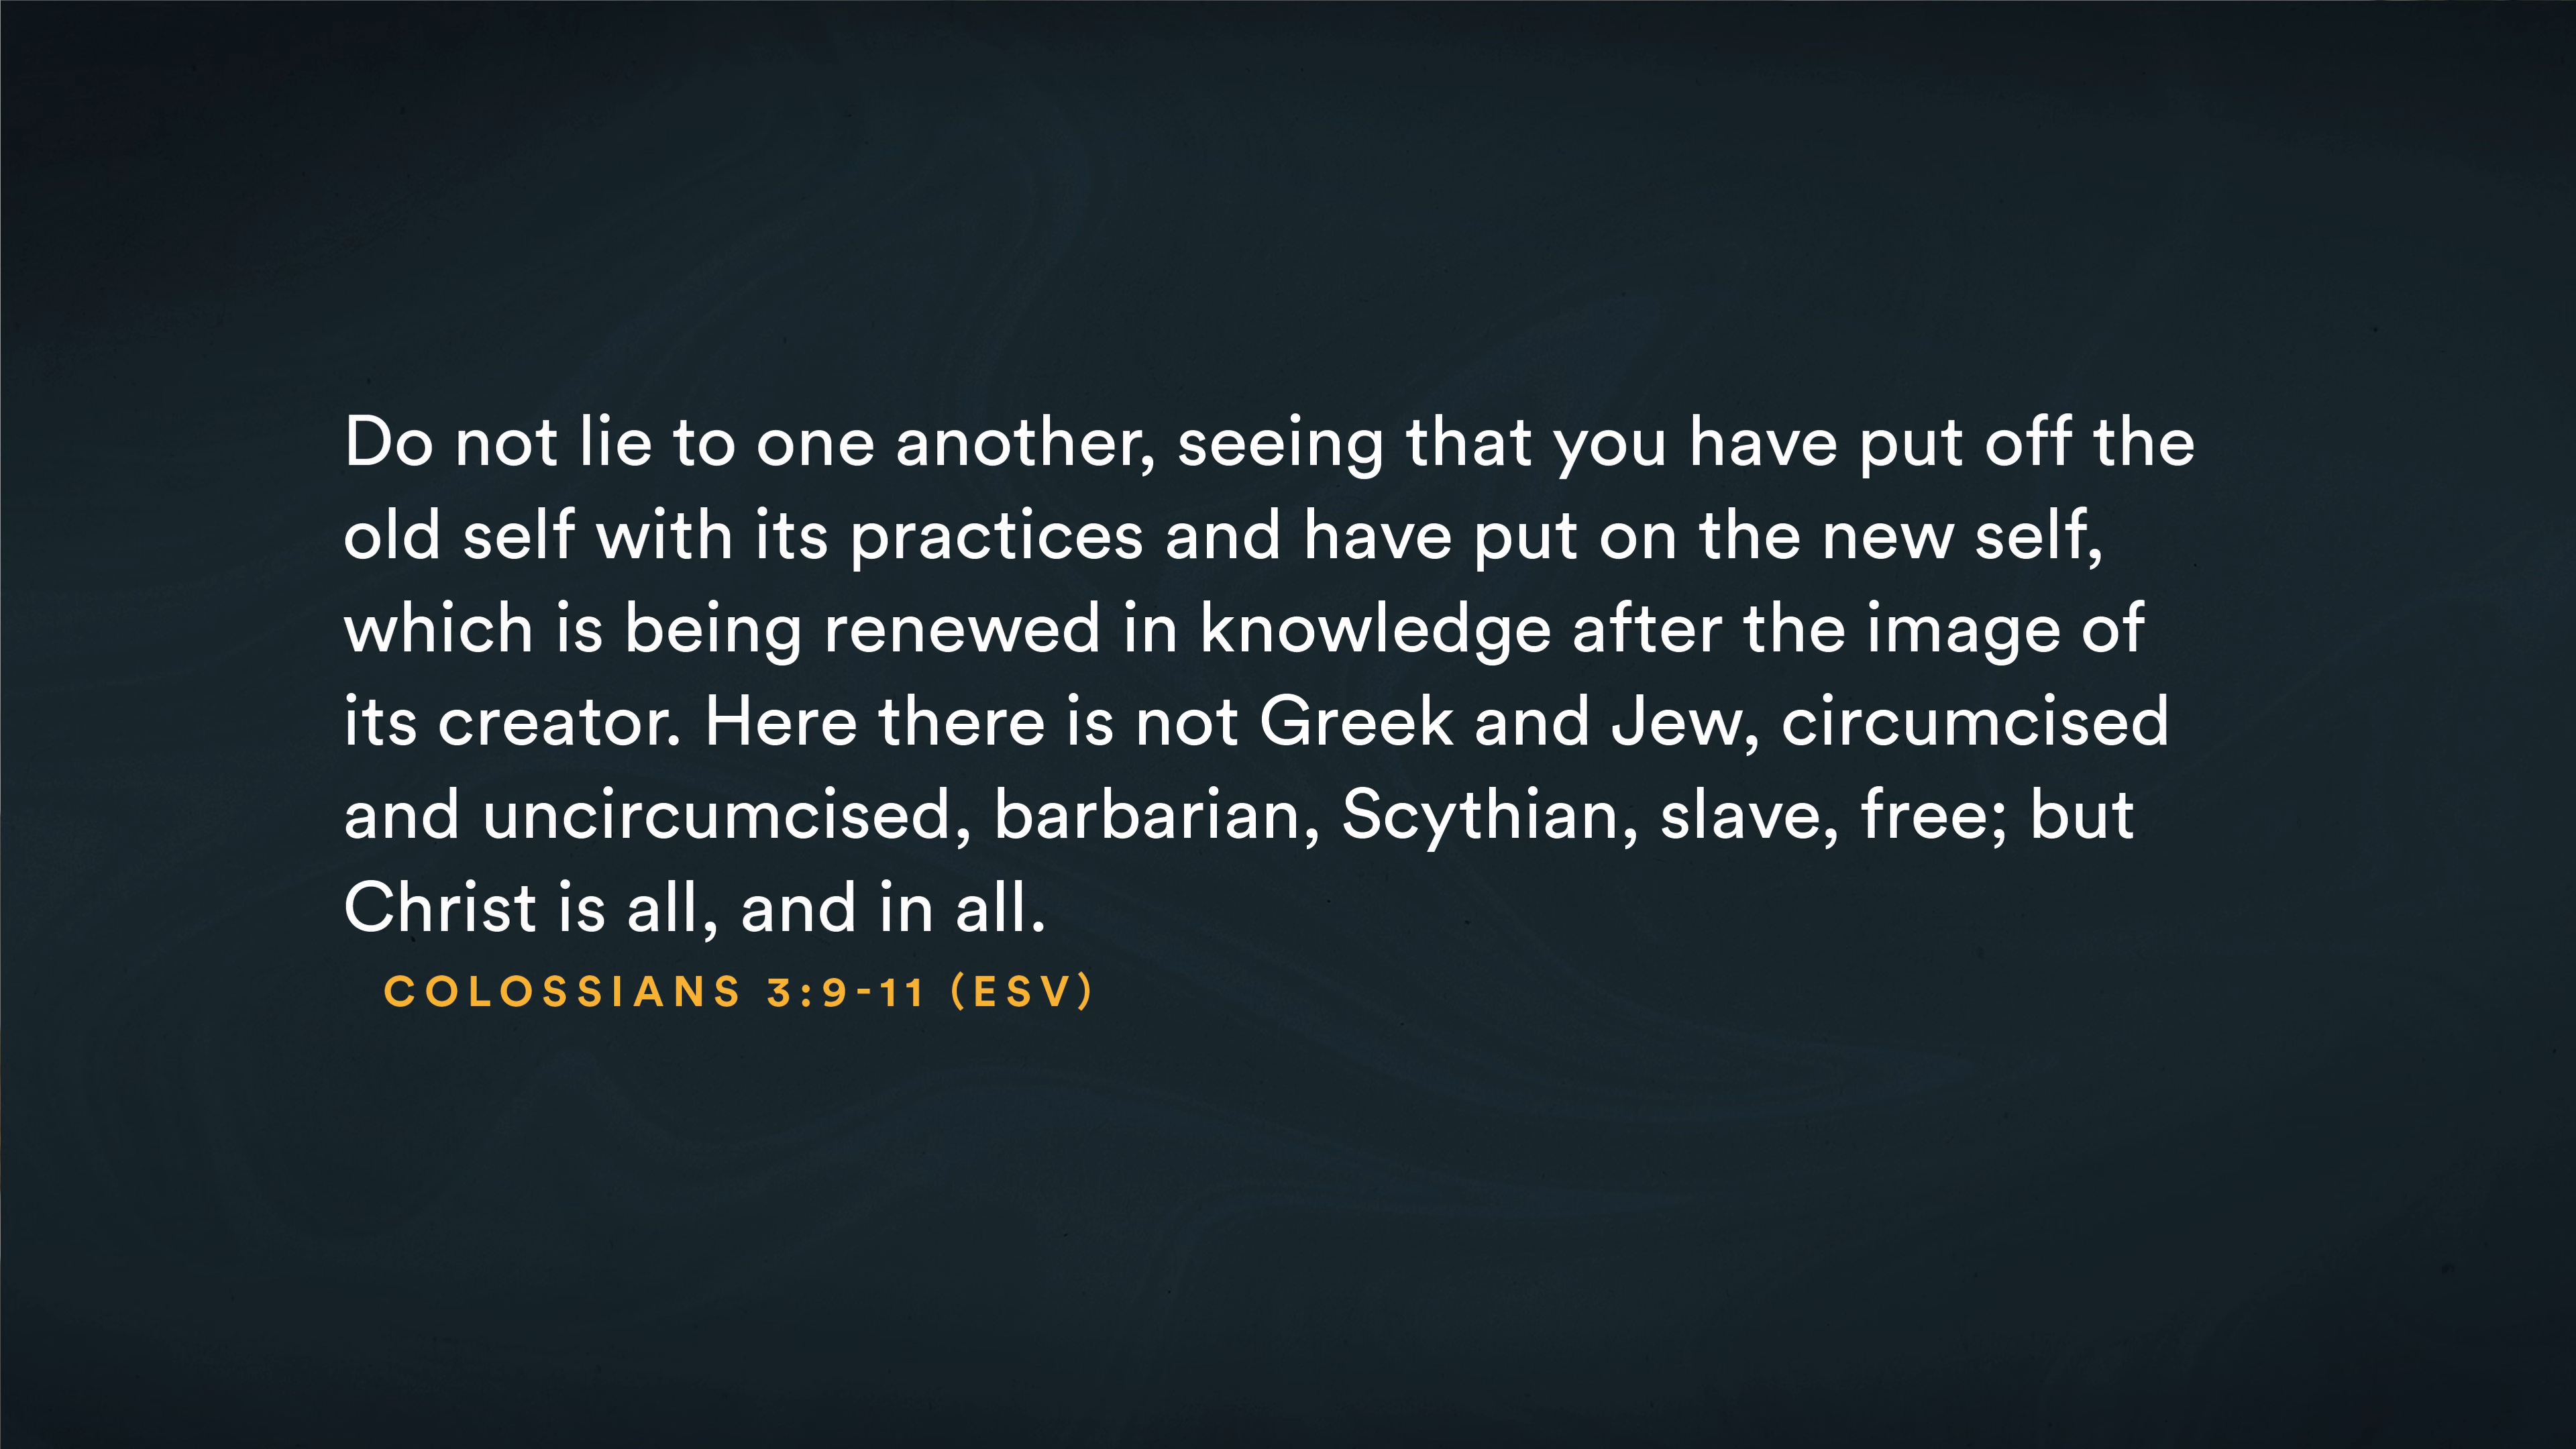 Do not lie to one another, seeing that you have put off the
old self with its practices and have put on the new self,
which is being renewed in knowledge after the image of
its creator. Here there is not Greek and Jew, circumcised
and uncircumcised, barbarian, Scythian, slave, free; but
Christ is all, and in all.
COLOSSIANS 3:9-11 (ESV)